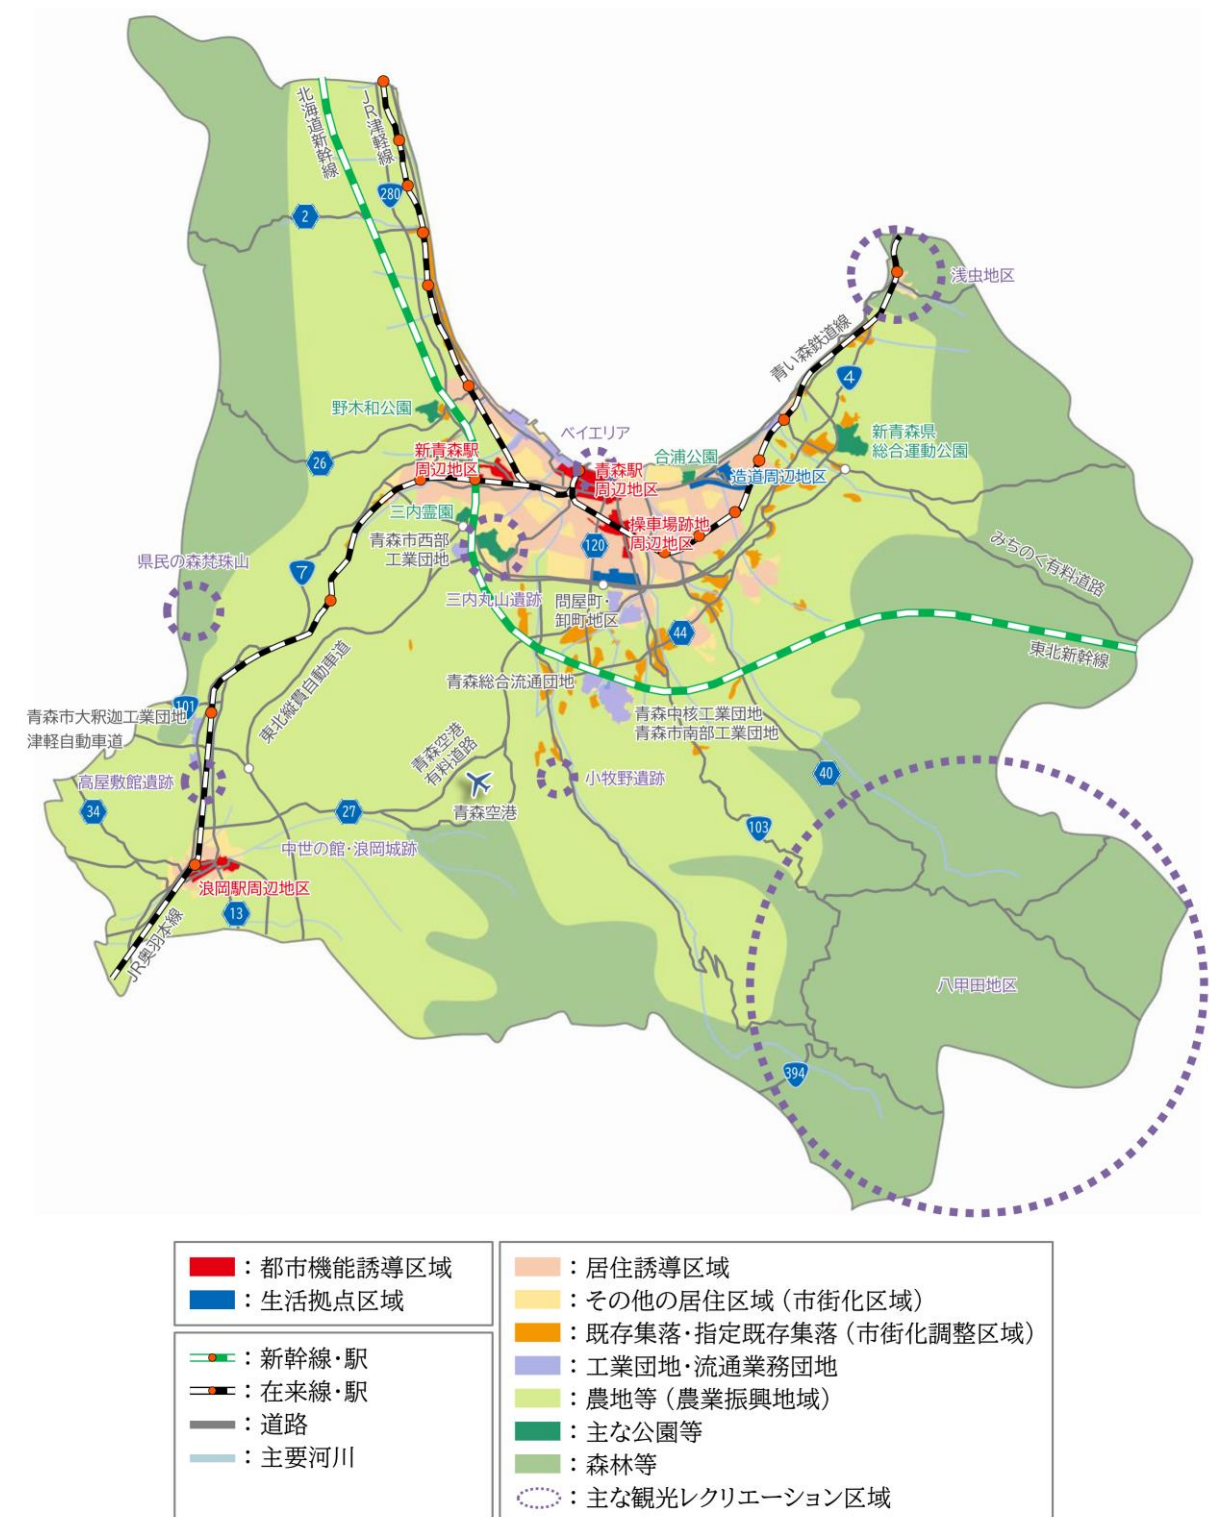 北海道新幹線
JR津軽線
280
2
浅虫地区
青い森鉄道線
4
野木和公園
新青森県
総合運動公園
ベイエリア
新青森駅
周辺地区
合浦公園
青森駅
周辺地区
造道周辺地区
26
三内霊園
操車場跡地
周辺地区
120
青森市西部
工業団地
みちのく有料道路
県民の森梵珠山
7
三内丸山遺跡
問屋町・
卸町地区
44
東北新幹線
東北縦貫自動車道
青森総合流通団地
101
青森市大釈迦工業団地
津軽自動車道
青森中核工業団地
青森市南部工業団地
青森空港
有料道路
高屋敷館遺跡
小牧野遺跡
40
34
27
青森空港
103
中世の館・浪岡城跡
浪岡駅周辺地区
13
JR奥羽本線
八甲田地区
394
：都市機能誘導区域
：生活拠点区域
：新幹線・駅
：在来線・駅
：道路
：主要河川
：居住誘導区域
：その他の居住区域（市街化区域）
：既存集落・指定既存集落（市街化調整区域）
：工業団地・流通業務団地
：農地等（農業振興地域）
：主な公園等
：森林等
：主な観光レクリエーション区域